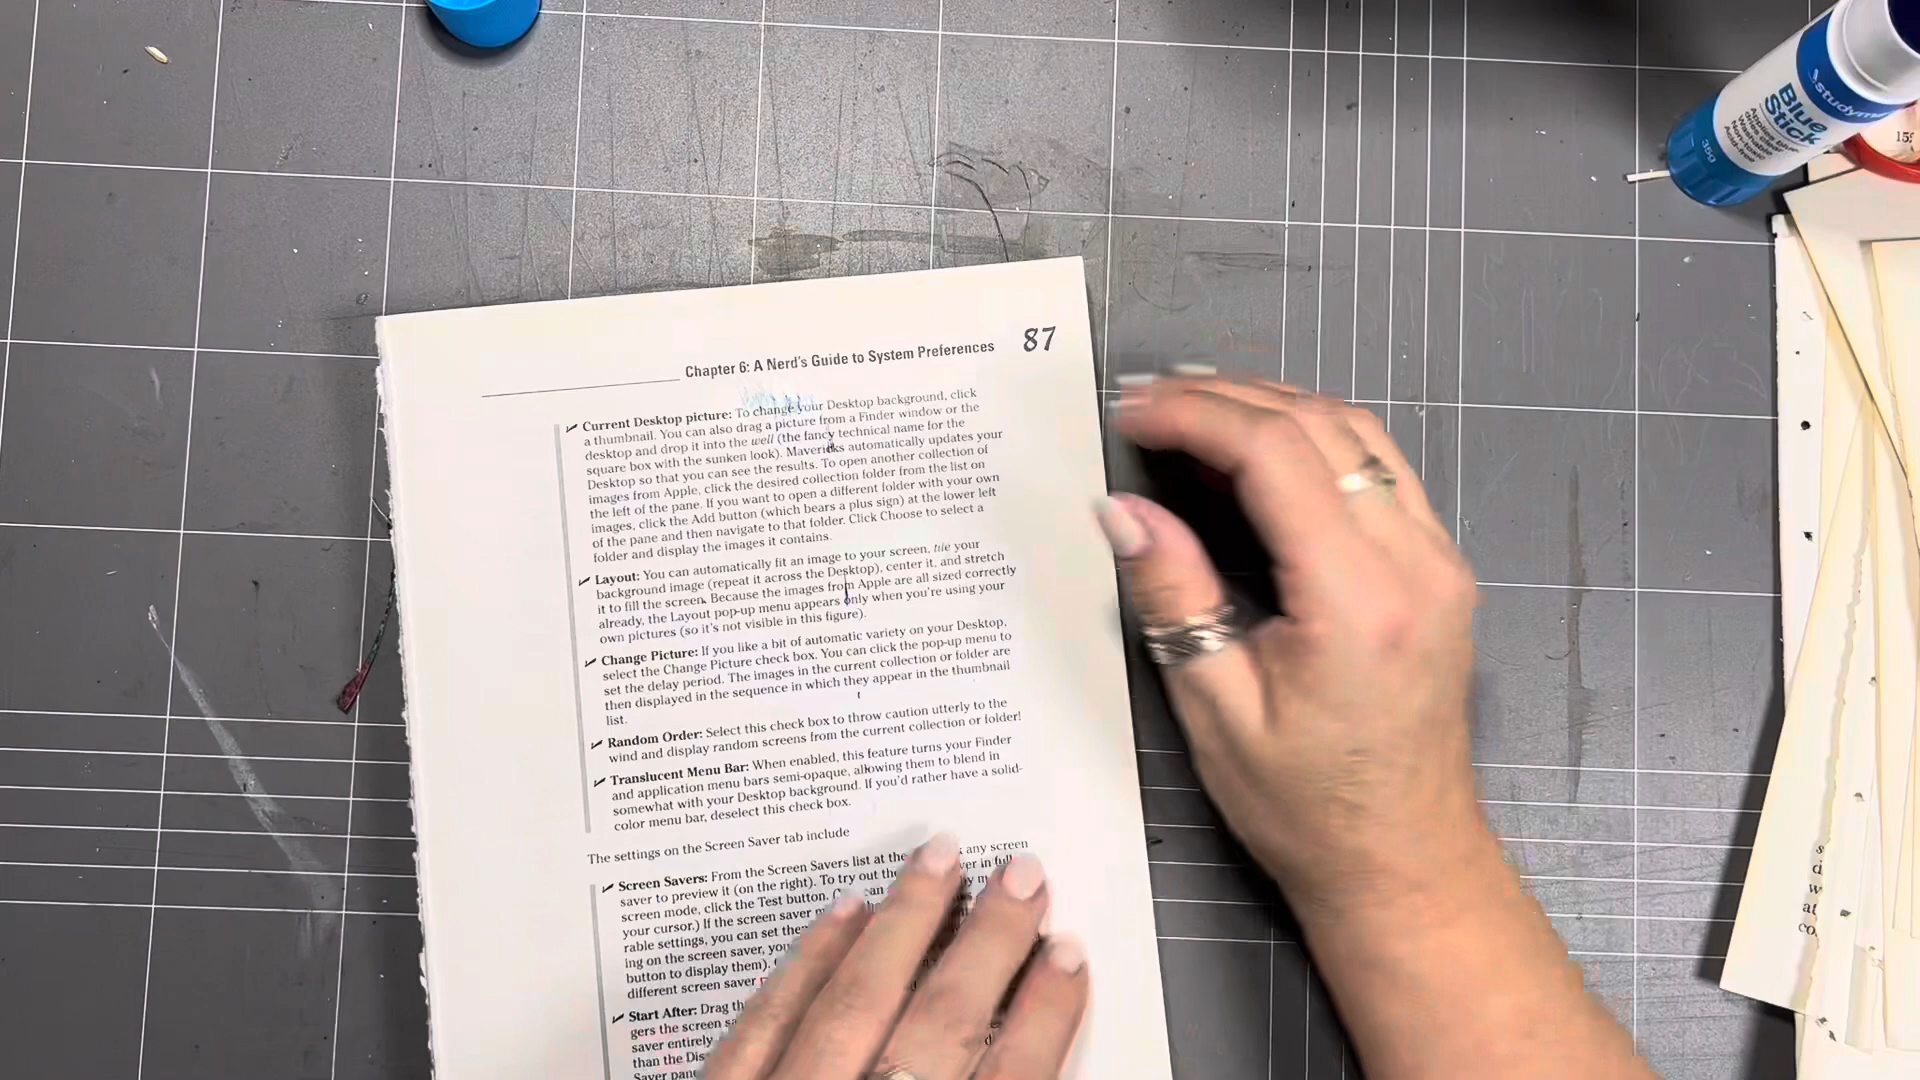 87
Chapter 6: A Nerd's Guide to System Preferences
✓ Current Desktop picture: To change your Desktop background, click
a thumbnail. You can also drag a picture from a Finder window or the
desktop and drop it into the well (the fancy technical name for the
square box with the sunken look). Mavericks automatically updates your
Desktop so that you can see the results. To open another collection of
images from Apple, click the desired collection folder from the list on
the left of the pane. If you want to open a different folder with your own
images, click the Add button (which bears a plus sign) at the lower left
of the pane and then navigate to that folder. Click Choose to select a
folder and display the images it contains.
✓ Layout: You can automatically fit an image to your screen, tile your
background image (repeat it across the Desktop), center it, and stretch
it to fill the screen. Because the images from Apple are all sized correctly
already, the Layout pop-up menu appears only when you're using your
own pictures (so it's not visible in this figure).
✓ Change Picture: If you like a bit of automatic variety on your Desktop,
select the Change Picture check box. You can click the pop-up menu to
set the delay period. The images in the current collection or folder are
then displayed in the sequence in which they appear in the thumbnail
list.
✓ Random Order: Select this check box to throw caution utterly to the
wind and display random screens from the current collection or folder!
✓ Translucent Menu Bar: When enabled, this feature turns your Finder
and application menu bars semi-opaque, allowing them to blend in
somewhat with your Desktop background. If you'd rather have a solid-
color menu bar, deselect this check box.
The settings on the Screen Saver tab include
✓ Screen Savers: From the Screen Savers list at the any screen
saver to preview it (on the right). To try out the in full
screen mode, click the Test button.
your cursor.) If the screen saver
rable settings, you can set
ing on the screen saver,
button to display them).
different screen saver
✓ Start After: Drag
gers the screen
saver entirely
than the
Saver
studym
Blue
Stick
Applies blue
dries clear
Washable
Non-toxic
Acid-free
35g
at